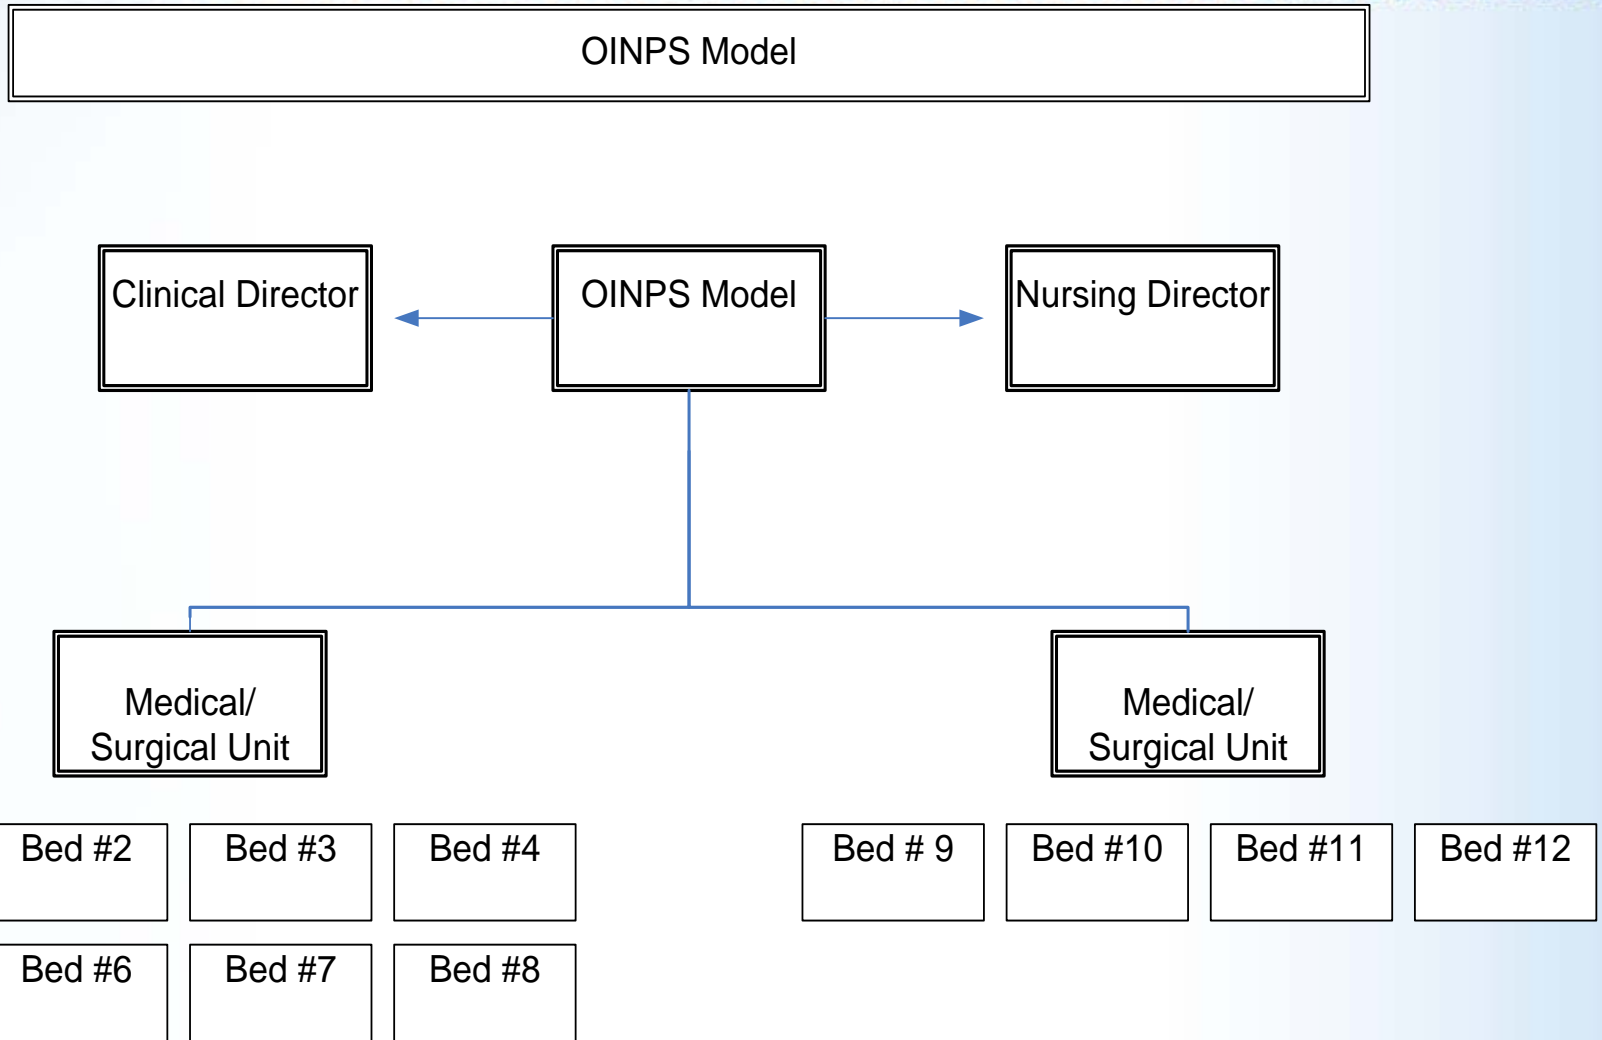 OINPS Model
Clinical Director
OINPS Model
Nursing Director
Medical/
Surgical Unit
Medical/
Surgical Unit
Bed #2
Bed #3
Bed #4
Bed # 9
Bed #10
Bed #11
Bed #12
Bed #6
Bed #7
Bed #8